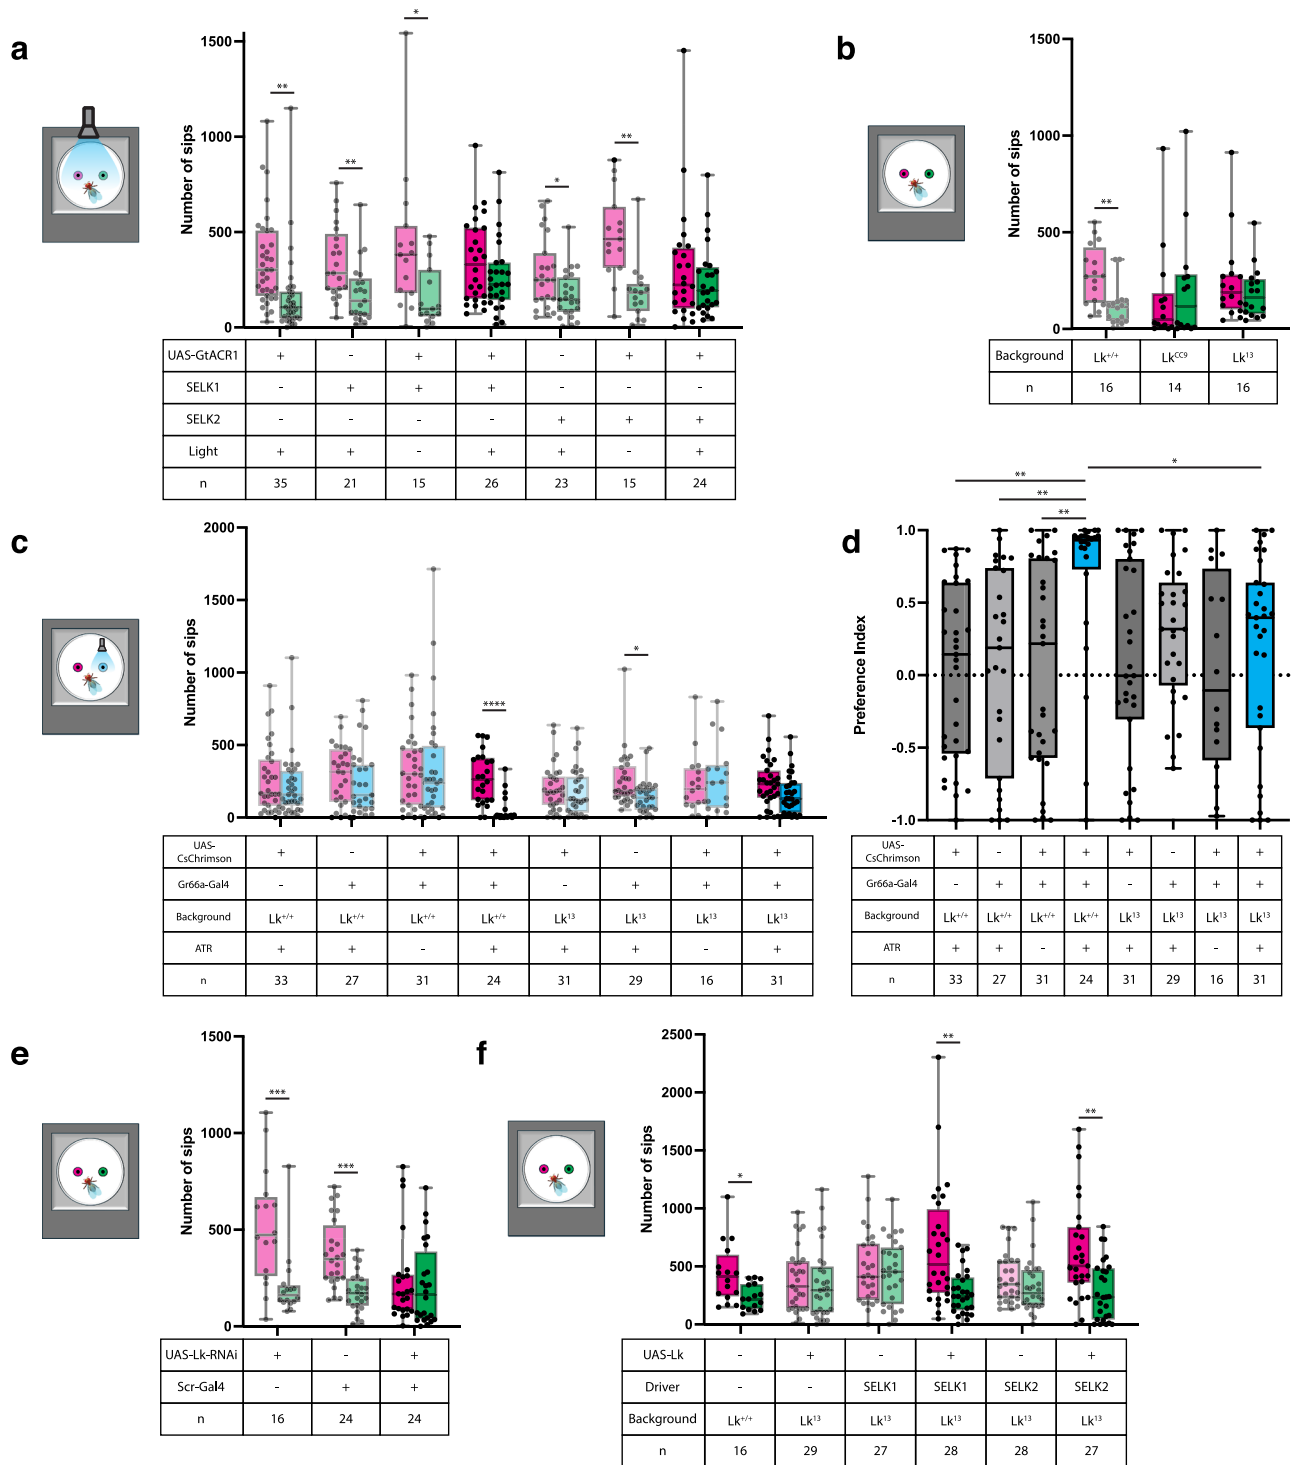 a
Number of sips
1500
1000
500
0
**
**
*
*
**
UAS-GtACR1 + - + + - + +
SELK1 - + + + - - -
SELK2 - - - - + + +
Light + + - + + - +
n 35 21 15 26 23 15 24
b
Number of sips
1500
1000
500
0
**
Background Lk+/+ LkCC9 Lk13
n 16 14 16
c
Number of sips
2000
1500
1000
500
0
****
*
UAS-
CsChrimson + - + + + - + +
Gr66a-Gal4 - + + + - + + +
Background Lk+/+ Lk+/+ Lk+/+ Lk+/+ Lk13 Lk13 Lk13 Lk13
ATR + + - + + + - +
n 33 27 31 24 31 29 16 31
d
Preference Index
1.0
0.5
0.0
-0.5
-1.0
**
**
**
*
UAS-
CsChrimson + - + + + - + +
Gr66a-Gal4 - + + + - + + +
Background Lk+/+ Lk+/+ Lk+/+ Lk+/+ Lk13 Lk13 Lk13 Lk13
ATR + + - + + + - +
n 33 27 31 24 31 29 16 31
e
Number of sips
1500
1000
500
0
***
***
UAS-Lk-RNAi + - +
Scr-Gal4 - + +
n 16 24 24
f
Number of sips
2500
2000
1500
1000
500
0
*
**
**
UAS-Lk - + - + - +
Driver - - SELK1 SELK1 SELK2 SELK2
Background Lk+/+ Lk13 Lk13 Lk13 Lk13 Lk13
n 16 29 27 28 28 27